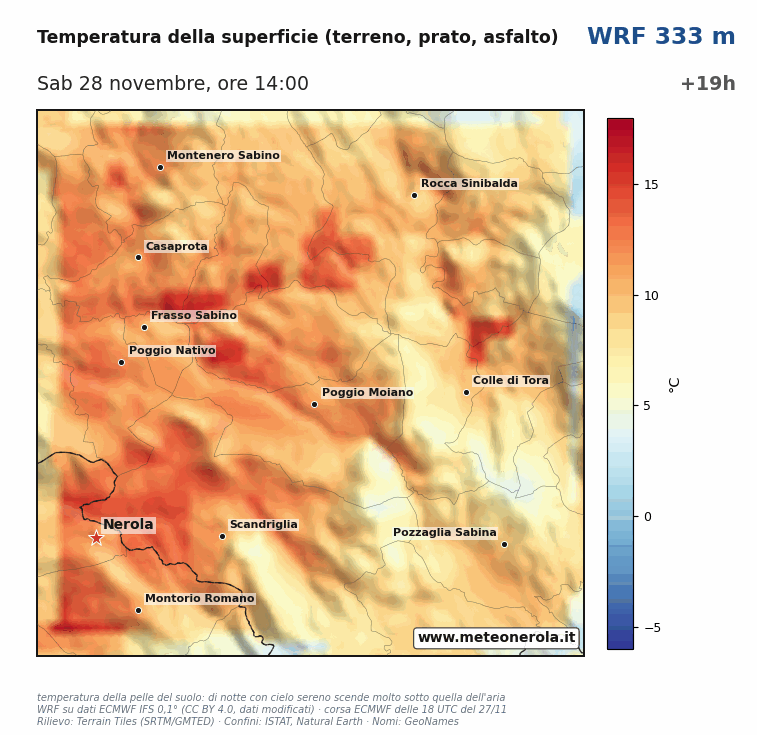 Temperatura della superficie (terreno, prato, asfalto)
WRF 333 m
Sab 28 novembre, ore 14:00
+19h
Montenero Sabino
Rocca Sinibalda
15
Casaprota
10
Frasso Sabino
Poggio Nativo
°C
Colle di Tora
Poggio Moiano
5
0
Nerola
Scandriglia
Pozzaglia Sabina
Montorio Romano
−5
www.meteonerola.it
temperatura della pelle del suolo: di notte con cielo sereno scende molto sotto quella dell'aria
WRF su dati ECMWF IFS 0,1° (CC BY 4.0, dati modificati) · corsa ECMWF delle 18 UTC del 27/11
Rilievo: Terrain Tiles (SRTM/GMTED) · Confini: ISTAT, Natural Earth · Nomi: GeoNames